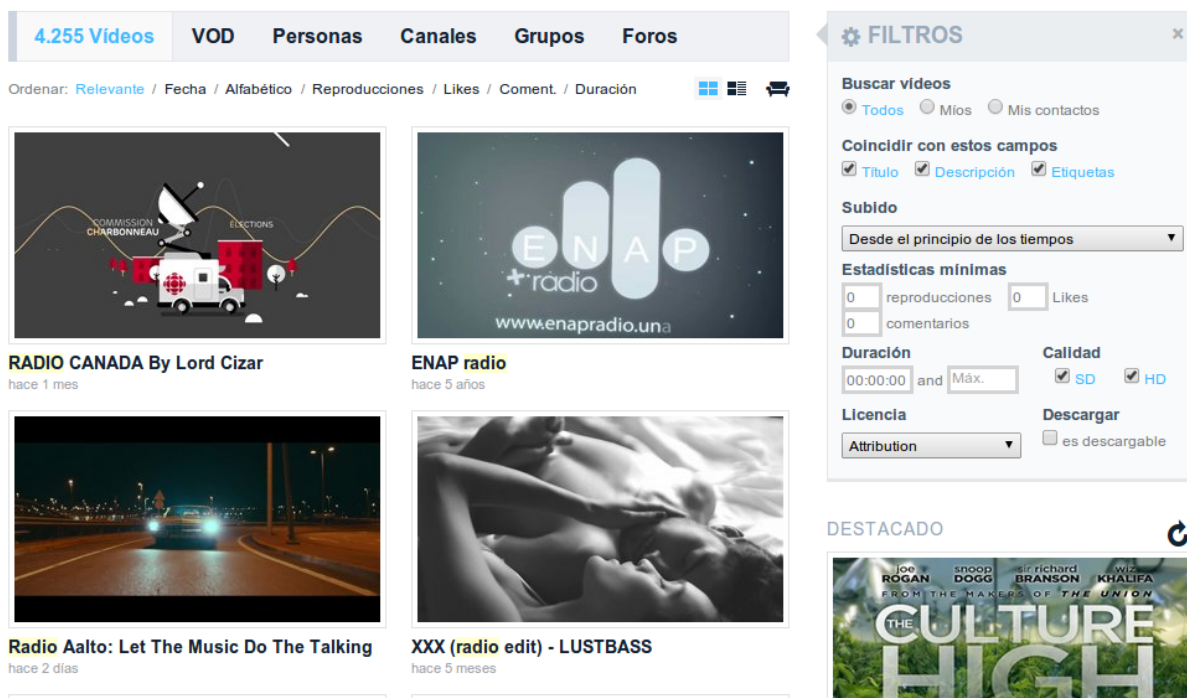 4.255 Vídeos VOD Personas Canales Grupos Foros
Ordenar: Relevante / Fecha / Alfabético / Reproducciones / Likes / Coment. / Duración
COMMISSION
CHARBONNEAU
ÉLECTIONS
RADIO CANADA By Lord Cizar
hace 1 mes
ENAP
+ radio
www.enapradio.una
ENAP radio
hace 5 años
Radio Aalto: Let The Music Do The Talking
hace 2 días
XXX (radio edit) - LUSTBASS
hace 5 meses
FILTROS ×
Buscar vídeos
Todos Míos Mis contactos
Coincidir con estos campos
Título Descripción Etiquetas
Subido
Desde el principio de los tiempos
Estadísticas mínimas
0 reproducciones 0 Likes
0 comentarios
Duración Calidad
00:00:00 and Máx. SD HD
Licencia Descargar
Attribution es descargable
DESTACADO
joe snoop sir richard wiz
ROGAN DOGG BRANSON KHALIFA
FROM THE MAKERS OF THE UNION
THE CULTURE
HIGH